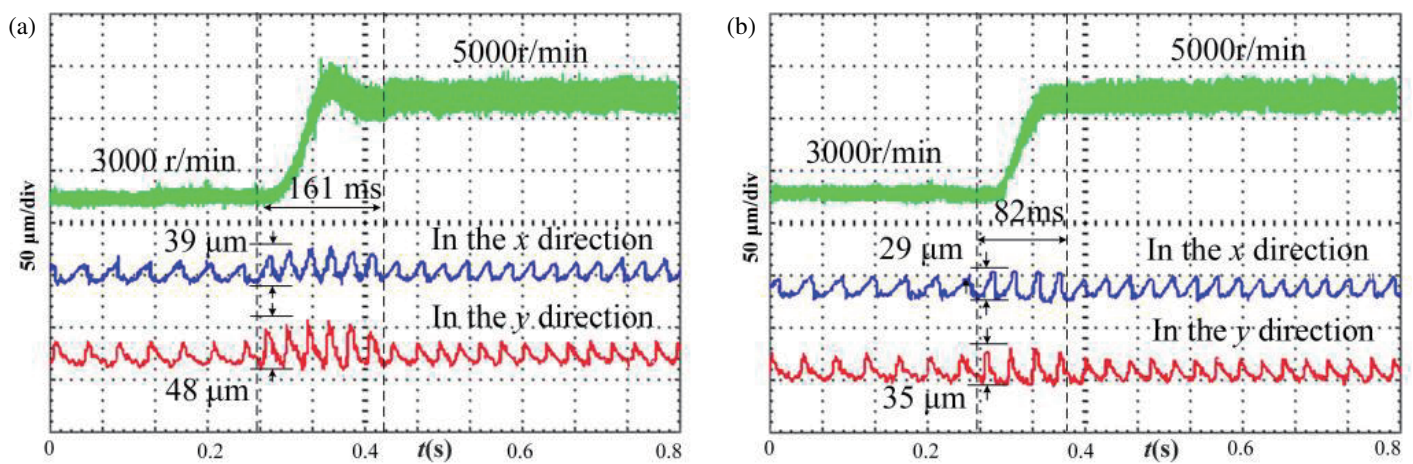 (a)
5000r/min
3000 r/min
161 ms
50 μm/div
39 μm
In the x direction
In the y direction
48 μm
0
0.2
0.4
t(s)
0.6
0.8
(b)
5000r/min
3000r/min
82ms
50 μm/div
29 μm
In the x direction
In the y direction
35 μm
0
0.2
t(s)
0.4
0.6
0.8